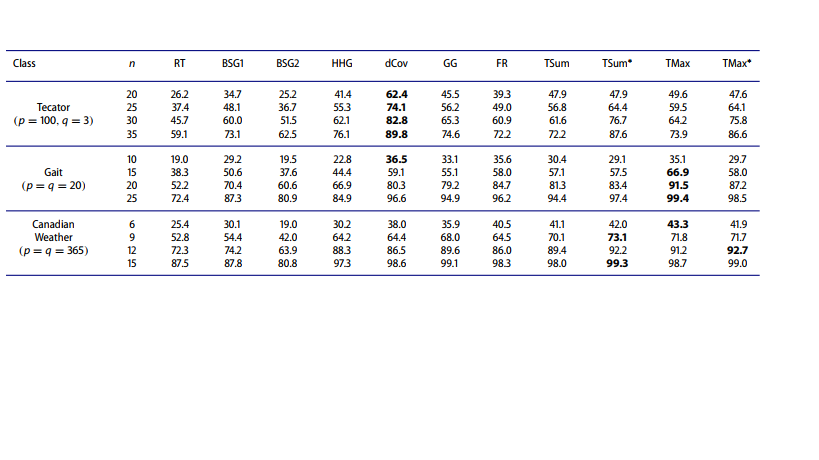 Class n RT BSG1 BSG2 HHG dCov GG FR TSum TSum* TMax TMax*
20 26.2 34.7 25.2 41.4 62.4 45.5 39.3 47.9 47.9 49.6 47.6
Tecator 25 37.4 48.1 36.7 55.3 74.1 56.2 49.0 56.8 64.4 59.5 64.1
(p = 100, q = 3) 30 45.7 60.0 51.5 62.1 82.8 65.3 60.9 61.6 76.7 64.2 75.8
35 59.1 73.1 62.5 76.1 89.8 74.6 72.2 72.2 87.6 73.9 86.6
10 19.0 29.2 19.5 22.8 36.5 33.1 35.6 30.4 29.1 35.1 29.7
Gait 15 38.3 50.6 37.6 44.4 59.1 55.1 58.0 57.1 57.5 66.9 58.0
(p = q = 20) 20 52.2 70.4 60.6 66.9 80.3 79.2 84.7 81.3 83.4 91.5 87.2
25 72.4 87.3 80.9 84.9 96.6 94.9 96.2 94.4 97.4 99.4 98.5
Canadian 6 25.4 30.1 19.0 30.2 38.0 35.9 40.5 41.1 42.0 43.3 41.9
Weather 9 52.8 54.4 42.0 64.2 64.4 68.0 64.5 70.1 73.1 71.8 71.7
(p = q = 365) 12 72.3 74.2 63.9 88.3 86.5 89.6 86.0 89.4 92.2 91.2 92.7
15 87.5 87.8 80.8 97.3 98.6 99.1 98.3 98.0 99.3 98.7 99.0